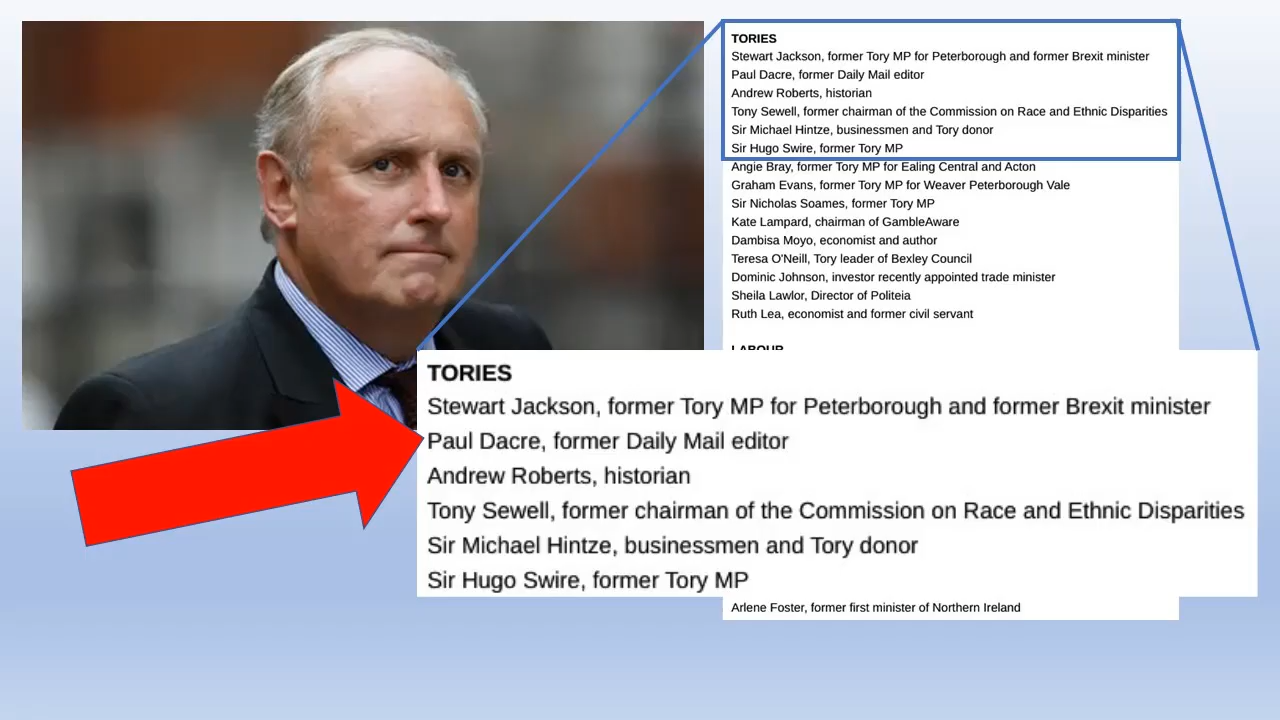 TORIES
Stewart Jackson, former Tory MP for Peterborough and former Brexit minister
Paul Dacre, former Daily Mail editor
Andrew Roberts, historian
Tony Sewell, former chairman of the Commission on Race and Ethnic Disparities
Sir Michael Hintze, businessmen and Tory donor
Sir Hugo Swire, former Tory MP
Angie Bray, former Tory MP for Ealing Central and Acton
Graham Evans, former Tory MP for Weaver Peterborough Vale
Sir Nicholas Soames, former Tory MP
Kate Lampard, chairman of GambleAware
Dambisa Moyo, economist and author
Teresa O'Neill, Tory leader of Bexley Council
Dominic Johnson, investor recently appointed trade minister
Sheila Lawlor, Director of Politeia
Ruth Lea, economist and former civil servant
LABOUR
TORIES
Stewart Jackson, former Tory MP for Peterborough and former Brexit minister
Paul Dacre, former Daily Mail editor
Andrew Roberts, historian
Tony Sewell, former chairman of the Commission on Race and Ethnic Disparities
Sir Michael Hintze, businessmen and Tory donor
Sir Hugo Swire, former Tory MP
Arlene Foster, former first minister of Northern Ireland